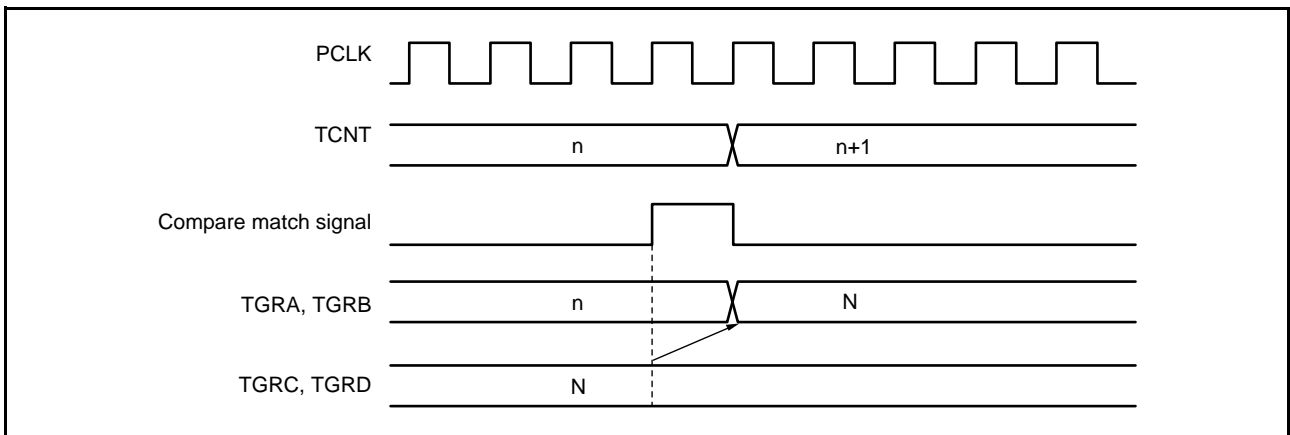 PCLK
TCNT
n
n+1
Compare match signal
TGRA, TGRB
n
N
TGRC, TGRD
N